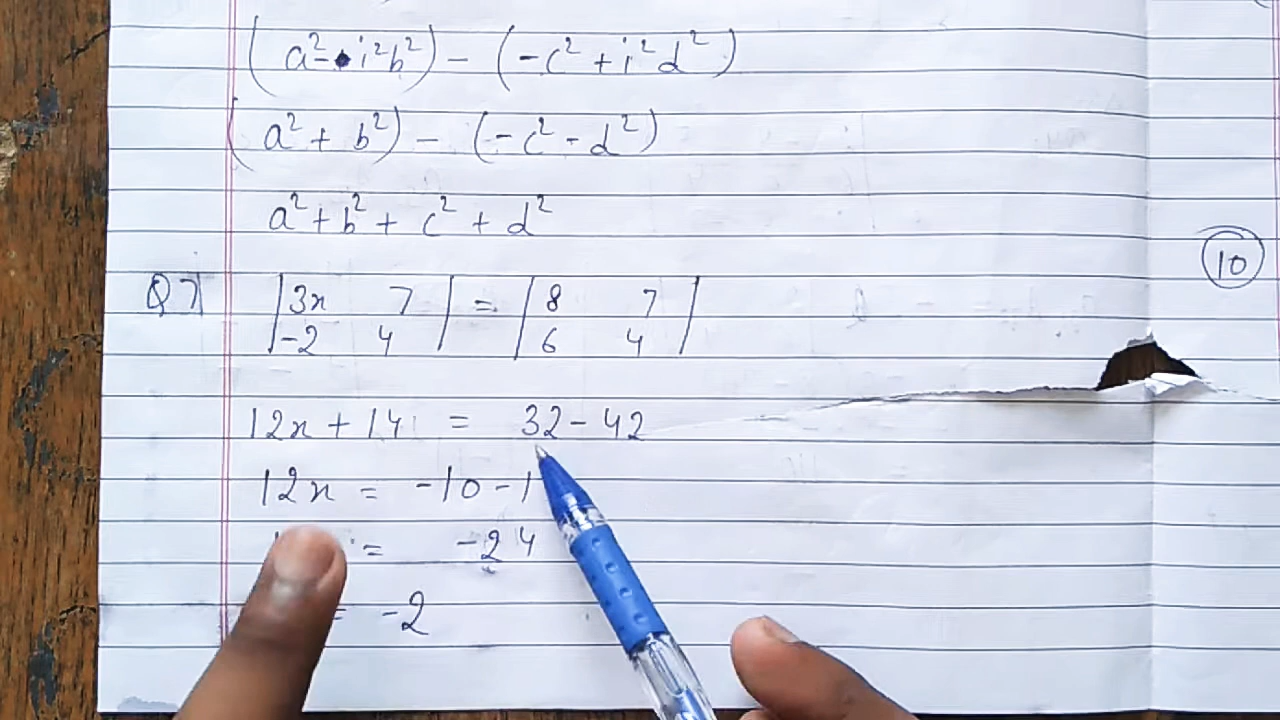 (a² - i²b²) - (-c² + i²d²)
(a² + b²) - (-c² - d²)
a² + b² + c² + d²
10
Q7 |3x 7| = |8 7|
|-2 4| |6 4|
12x + 14 = 32 - 42
12x = -10 - 1
= -24
= -2